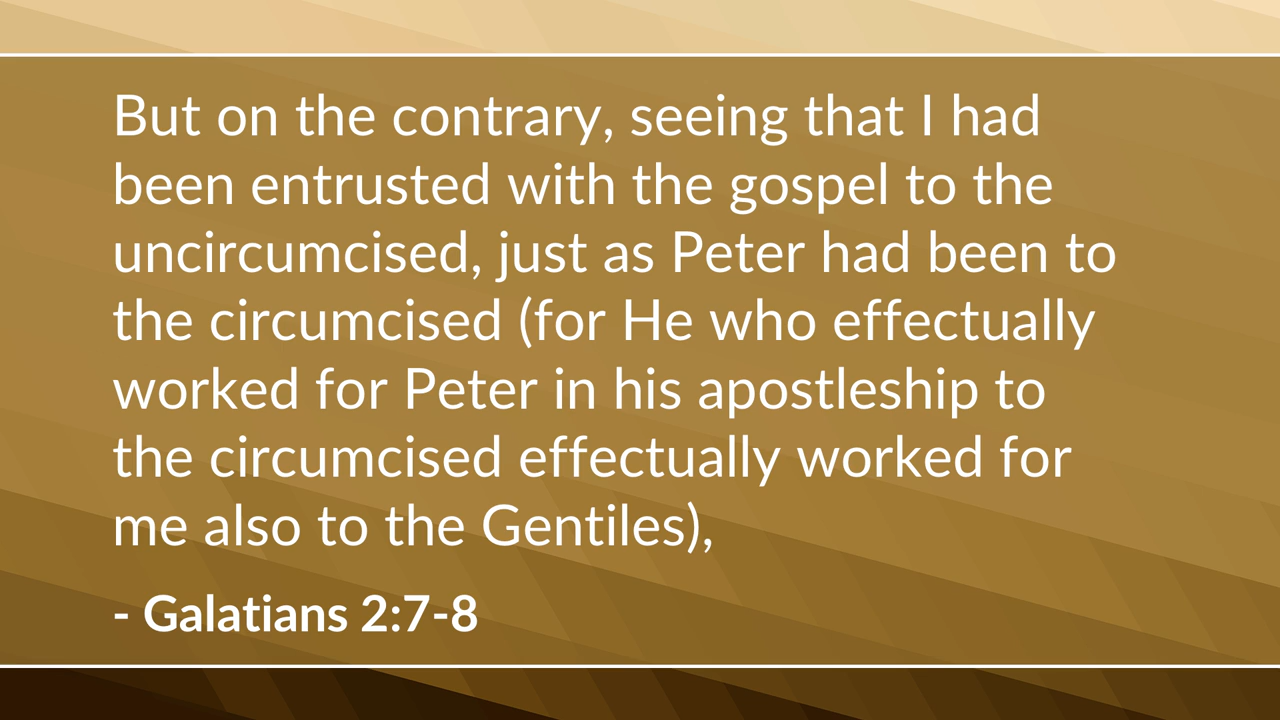 But on the contrary, seeing that I had
been entrusted with the gospel to the
uncircumcised, just as Peter had been to
the circumcised (for He who effectually
worked for Peter in his apostleship to
the circumcised effectually worked for
me also to the Gentiles),
- Galatians 2:7-8